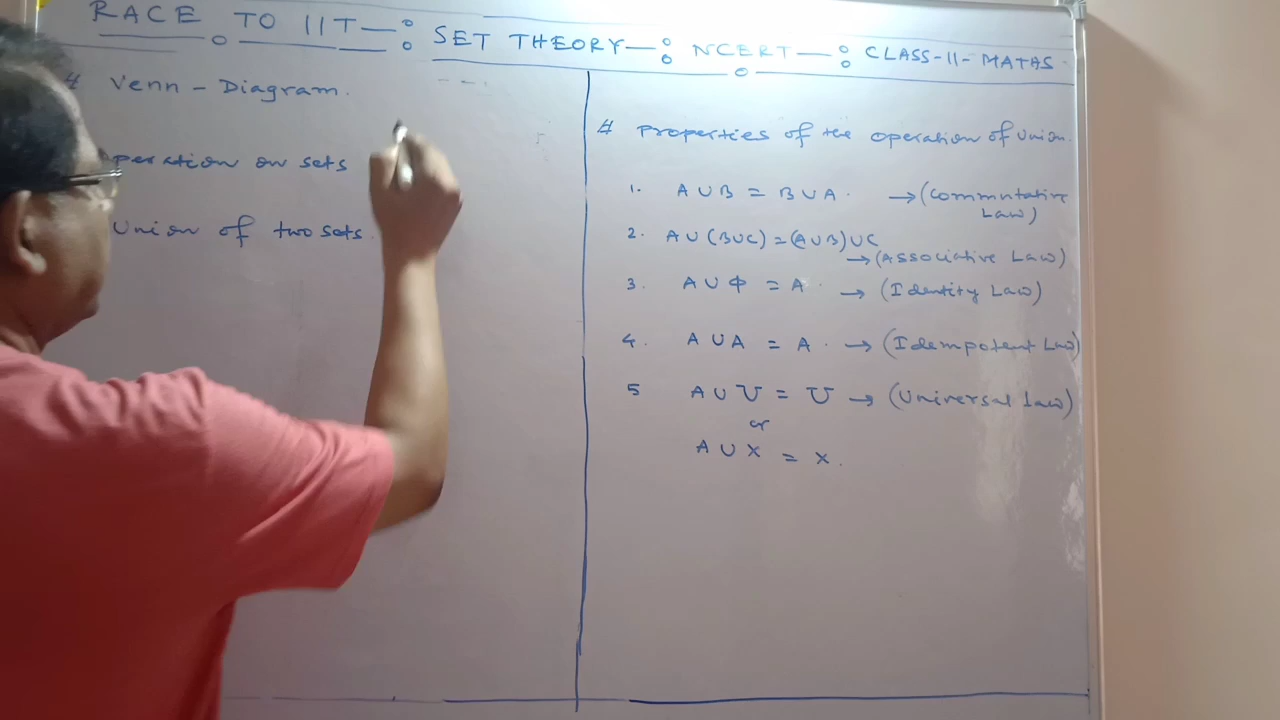 RACE TO IIT—: SET THEORY—: NCERT—: CLASS-11-MATHS
# Venn-Diagram.
peration on sets
Union of two sets.
# Properties of the operation of union.
1. A∪B = B∪A. →(Commutative Law)
2. A∪(B∪C)=(A∪B)∪C
→(Associative Law)
3. A∪Φ = A. → (Identity Law)
4. A∪A = A. → (Idempotent Law)
5 A∪U = U → (Universal law)
or
A∪X = X.